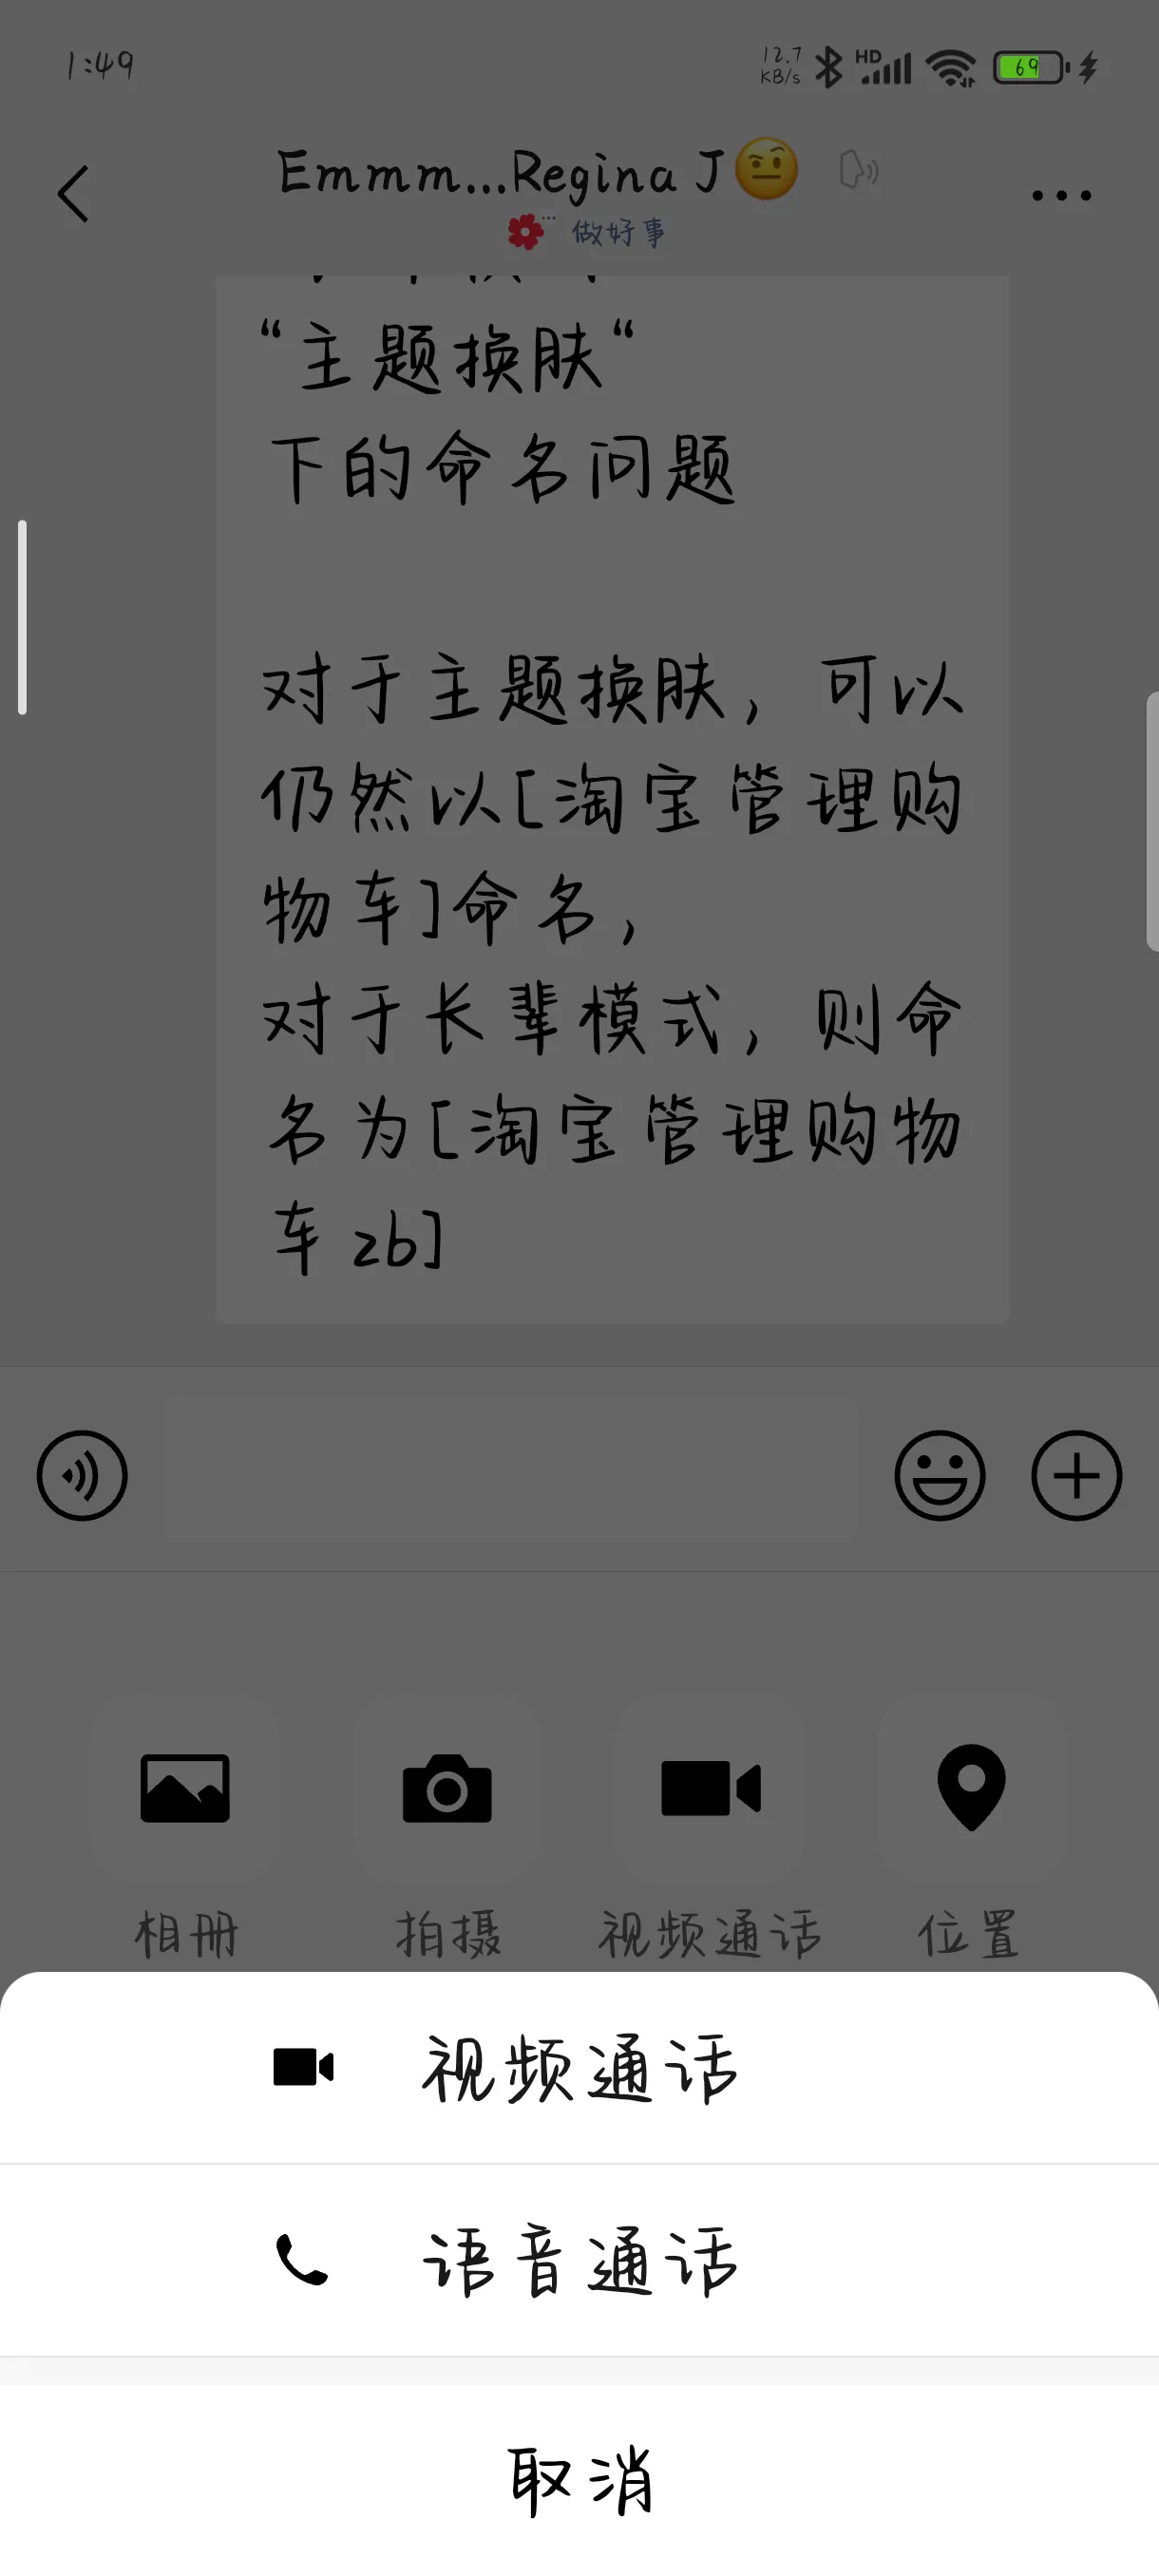 1:49
12.7
KB/s
HD
69
Emmm...Regina J🤨
做好事
“主题换肤“
下的命名问题
对于主题换肤，可以
仍然以[淘宝管理购
物车]命名，
对于长辈模式，则命
名为[淘宝管理购物
车zb]
相册
拍摄
视频通话
位置
视频通话
语音通话
取消